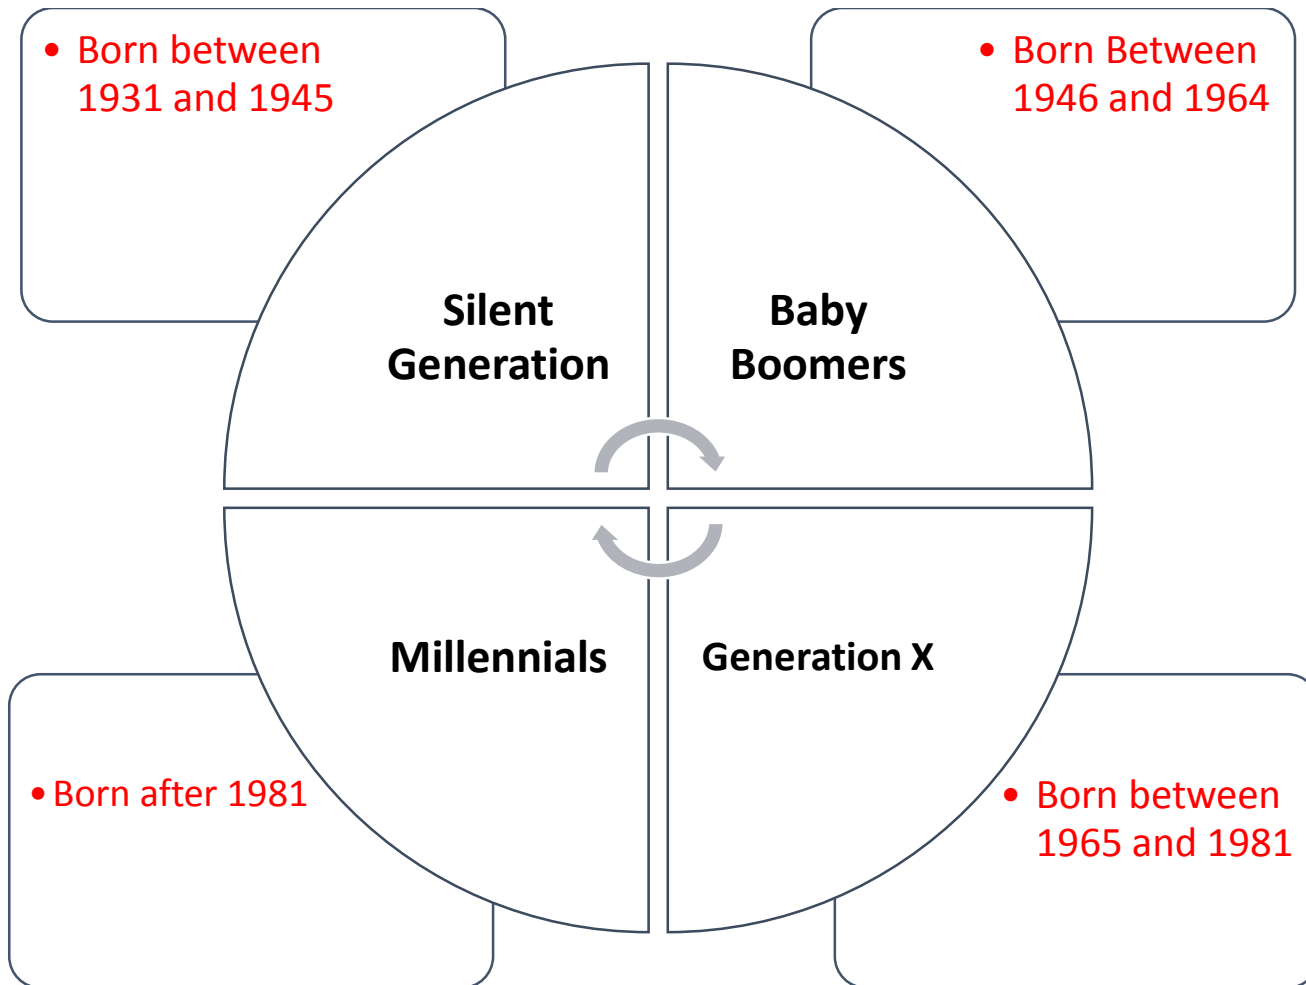 • Born between
1931 and 1945
• Born Between
1946 and 1964
Silent
Generation
Baby
Boomers
Millennials
Generation X
• Born after 1981
• Born between
1965 and 1981